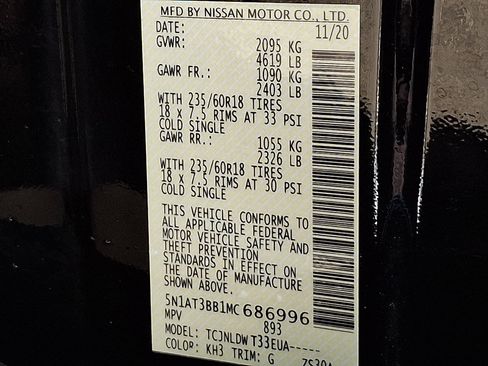 MFD BY NISSAN MOTOR CO., LTD.
DATE: 11/20
GVWR: 2095 KG
4619 LB
GAWR FR.: 1090 KG
2403 LB
WITH 235/60R18 TIRES
18 x 7.5 RIMS AT 33 PSI
COLD SINGLE
GAWR RR.: 1055 KG
2326 LB
WITH 235/60R18 TIRES
18 x 7.5 RIMS AT 30 PSI
COLD SINGLE
THIS VEHICLE CONFORMS TO
ALL APPLICABLE FEDERAL
MOTOR VEHICLE SAFETY AND
THEFT PREVENTION
STANDARDS IN EFFECT ON
THE DATE OF MANUFACTURE
SHOWN ABOVE.
5N1AT3BB1MC686996
MPV 893
MODEL: TCJNLDWT33EUA-----
COLOR: KH3 TRIM: G